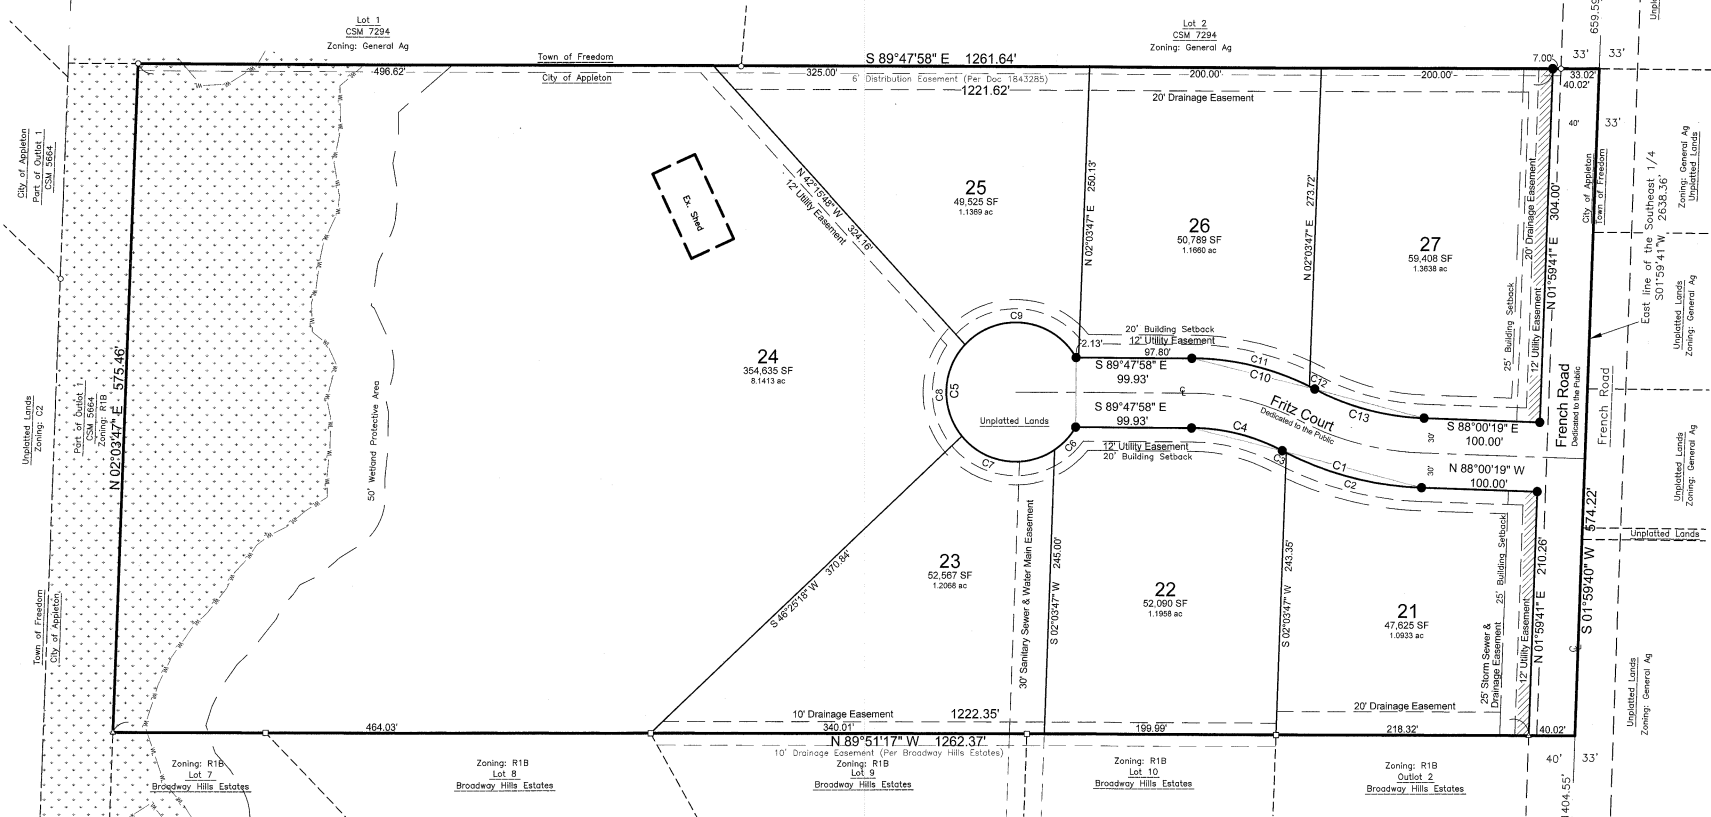 Lot 1
CSM 7294
Zoning: General Ag
Lot 2
CSM 7294
Zoning: General Ag
Town of Freedom
City of Appleton
S 89°47'58" E 1261.64'
496.62'
325.00'
6' Distribution Easement (Per Doc 1843285)
1221.62'
200.00'
200.00'
20' Drainage Easement
7.00'
33'
33'
33.02'
40.02'
659.59
Unpl
40'
33'
City of Appleton
Part of Outlot 1
CSM 5664
Unplatted Lands
Zoning: C2
Part of Outlot 1
CSM 5664
Zoning: R1B
Town of Freedom
City of Appleton
N 02°03'47" E 575.46'
50' Wetland Protective Area
Ex. Shed
N 42°15'48" W 324.16'
12' Utility Easement
24
354,635 SF
8.1413 ac
25
49,525 SF
1.1369 ac
N 02°03'47" E 250.13'
26
50,789 SF
1.1660 ac
N 02°03'47" E 273.72'
27
59,408 SF
1.3638 ac
25' Building Setback
20' Drainage Easement
12' Utility Easement
N 01°59'41" E 304.00'
City of Appleton
Town of Freedom
East line of the Southeast 1/4
S01°59'41"W 2638.36'
Zoning: General Ag
Unplatted Lands
Unplatted Lands
Zoning: General Ag
Unplatted Lands
Zoning: General Ag
Unplatted Lands
Unplatted Lands
Zoning: General Ag
French Road
Dedicated to the Public
French Road
C9
C8
C5
C7
C6
Unplatted Lands
2.13'
20' Building Setback
12' Utility Easement
97.80'
S 89°47'58" E
99.93'
S 89°47'58" E
99.93'
12' Utility Easement
20' Building Setback
C11
C10
C12
C13
C4
C3
C1
C2
Fritz Court
Dedicated to the Public
30'
30'
S 88°00'19" E
100.00'
N 88°00'19" W
100.00'
S 46°25'18" W 370.84'
23
52,567 SF
1.2068 ac
30' Sanitary Sewer & Water Main Easement
S 02°03'47" W 245.00'
22
52,090 SF
1.1958 ac
S 02°03'47" W 243.35'
21
47,625 SF
1.0933 ac
25' Storm Sewer &
Drainage Easement
25' Building Setback
12' Utility Easement
N 01°59'41" E 210.26'
S 01°59'40" W 574.22'
10' Drainage Easement
1222.35'
20' Drainage Easement
464.03'
340.01'
199.99'
218.32'
40.02'
N 89°51'17" W 1262.37'
10' Drainage Easement (Per Broadway Hills Estates)
Zoning: R1B
Lot 7
Broadway Hills Estates
Zoning: R1B
Lot 8
Broadway Hills Estates
Zoning: R1B
Lot 9
Broadway Hills Estates
Zoning: R1B
Lot 10
Broadway Hills Estates
Zoning: R1B
Outlot 2
Broadway Hills Estates
40'
33'
404.55'